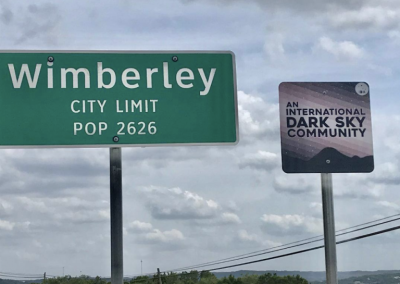 Wimberley
CITY LIMIT
POP 2626
AN
INTERNATIONAL
DARK SKY
COMMUNITY